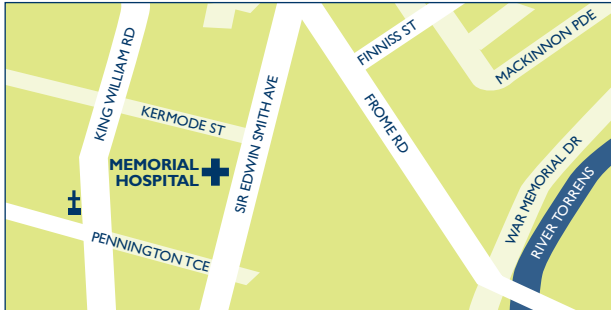 KING WILLIAM RD
FINNISS ST
MACKINNON PDE
KERMODE ST
FROME RD
MEMORIAL
HOSPITAL
SIR EDWIN SMITH AVE
WAR MEMORIAL DR
RIVER TORRENS
PENNINGTON TCE